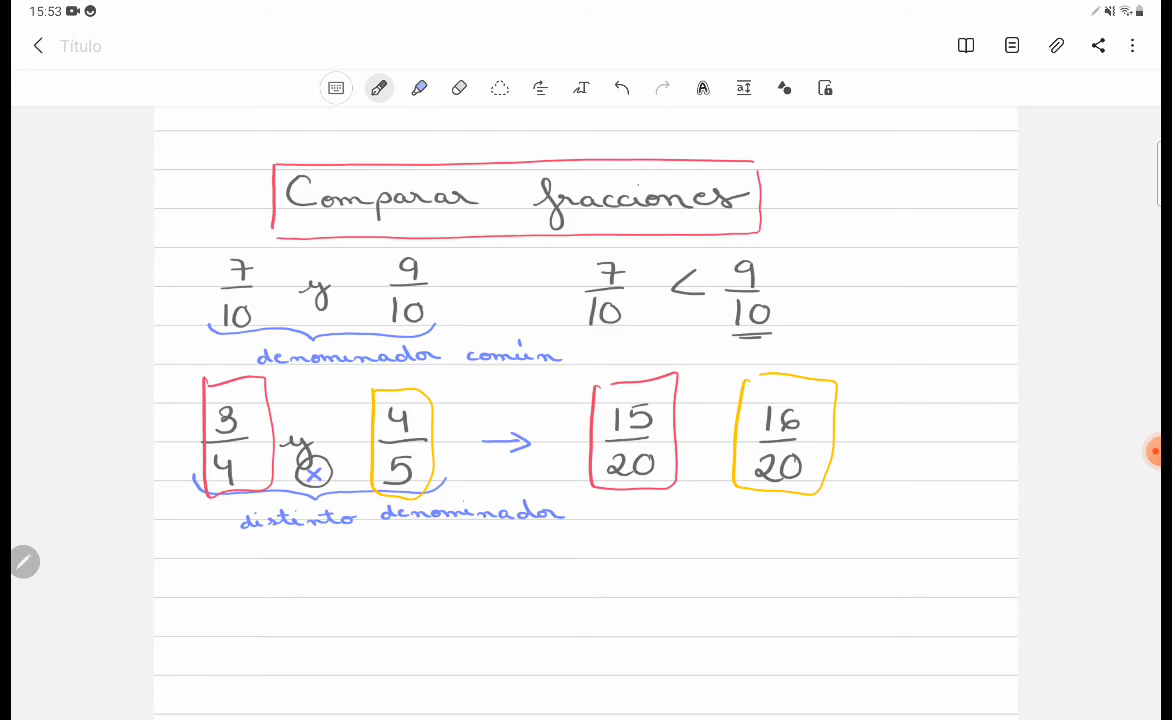 15:53
Título
Comparar fracciones
7/10 y 9/10 7/10 < 9/10
denominador común
3/4 y x 4/5 → 15/20 16/20
distinto denominador